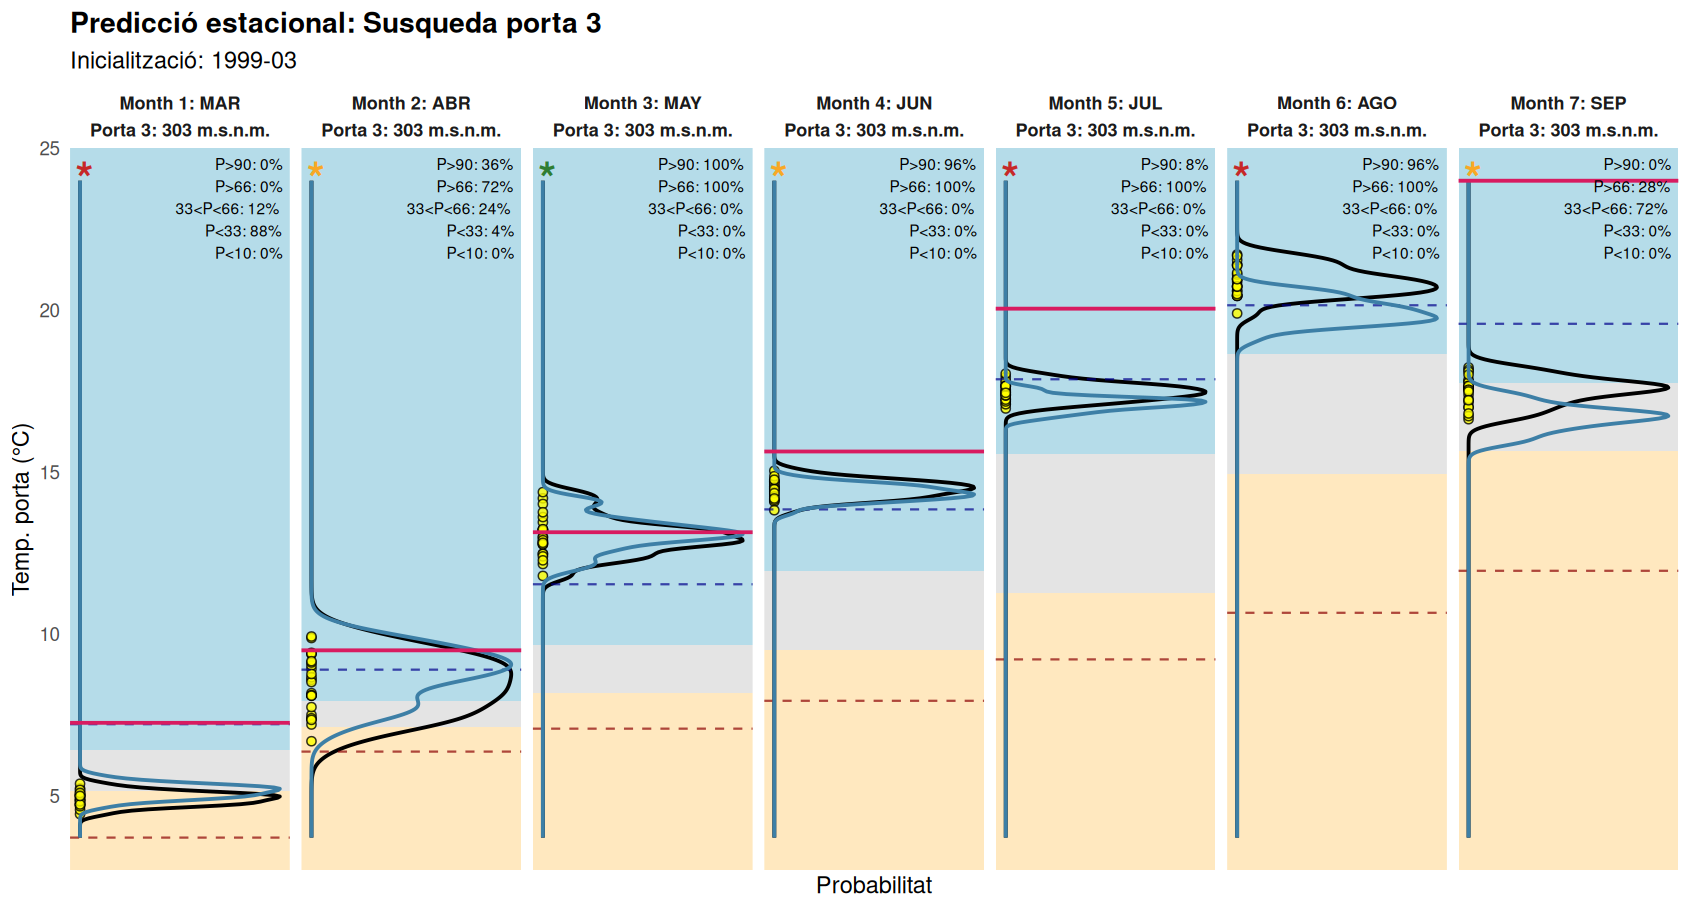 Predicció estacional: Susqueda porta 3
Inicialització: 1999-03
Month 1: MAR
Porta 3: 303 m.s.n.m.
Month 2: ABR
Porta 3: 303 m.s.n.m.
Month 3: MAY
Porta 3: 303 m.s.n.m.
Month 4: JUN
Porta 3: 303 m.s.n.m.
Month 5: JUL
Porta 3: 303 m.s.n.m.
Month 6: AGO
Porta 3: 303 m.s.n.m.
Month 7: SEP
Porta 3: 303 m.s.n.m.
Temp. porta (°C)
25
20
15
10
5
*
P>90: 0%
P>66: 0%
33<P<66: 12%
P<33: 88%
P<10: 0%
*
P>90: 36%
P>66: 72%
33<P<66: 24%
P<33: 4%
P<10: 0%
*
P>90: 100%
P>66: 100%
33<P<66: 0%
P<33: 0%
P<10: 0%
*
P>90: 96%
P>66: 100%
33<P<66: 0%
P<33: 0%
P<10: 0%
*
P>90: 8%
P>66: 100%
33<P<66: 0%
P<33: 0%
P<10: 0%
*
P>90: 96%
P>66: 100%
33<P<66: 0%
P<33: 0%
P<10: 0%
*
P>90: 0%
P>66: 28%
33<P<66: 72%
P<33: 0%
P<10: 0%
Probabilitat